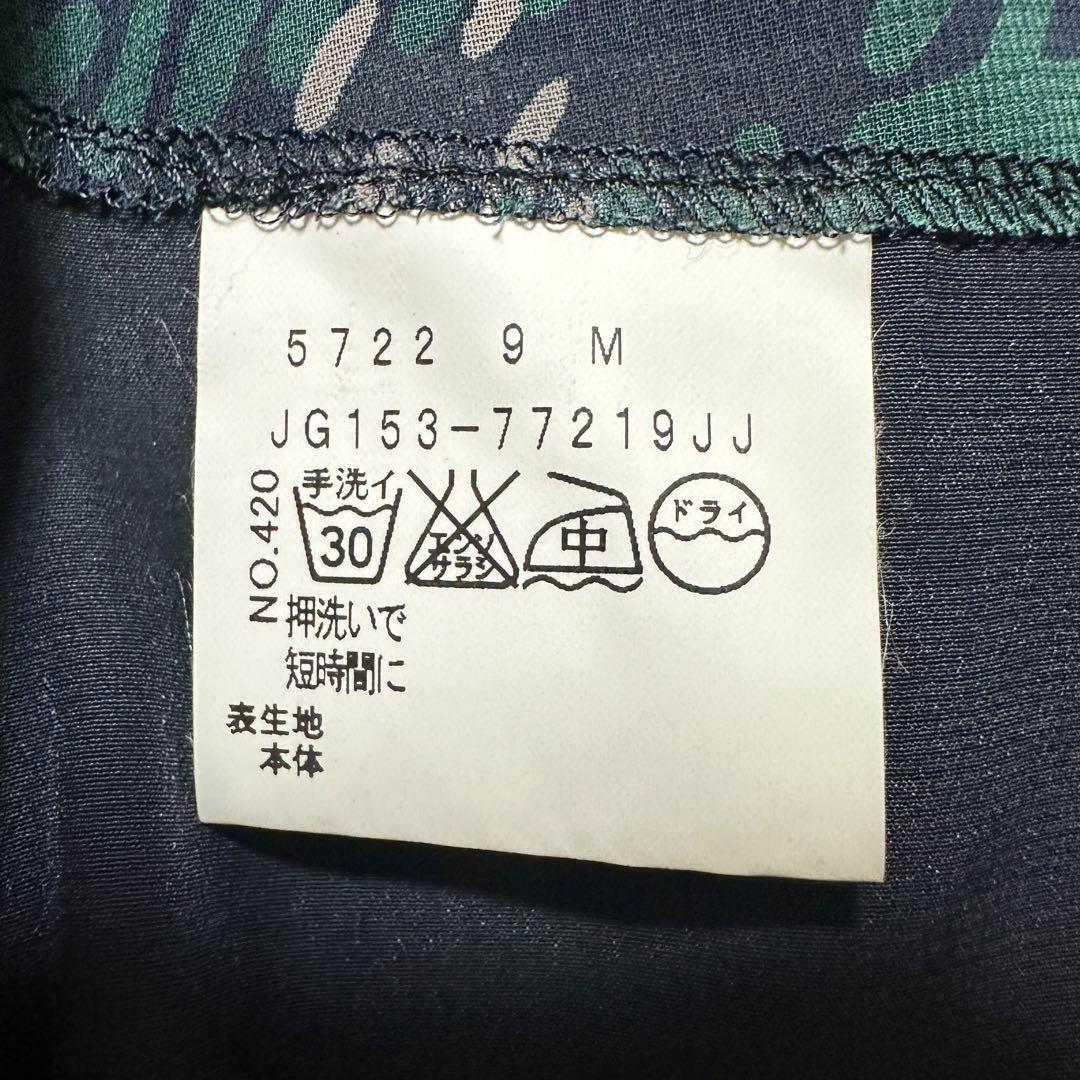 5722 9 M
JG153-77219JJ
NO.420
手洗イ
30
エンソ
サラシ
中
ドライ
押洗いで
短時間に
表生地
本体